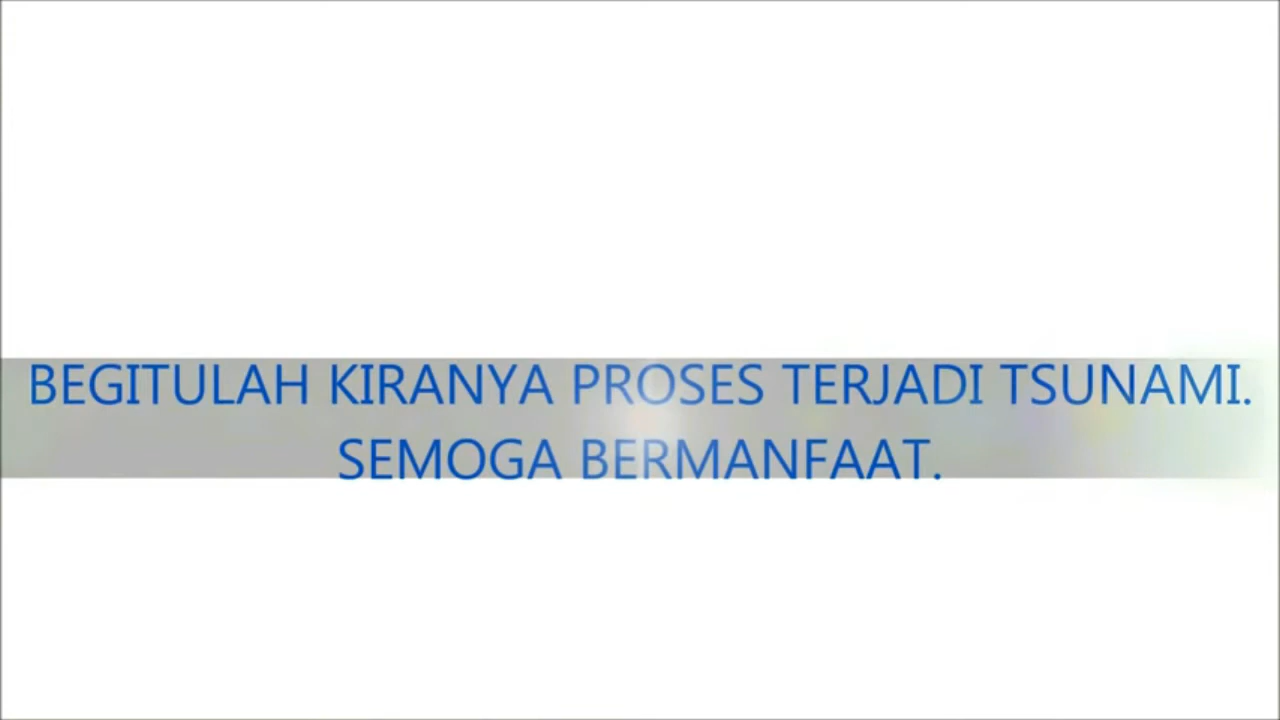 BEGITULAH KIRANYA PROSES TERJADI TSUNAMI.
SEMOGA BERMANFAAT.